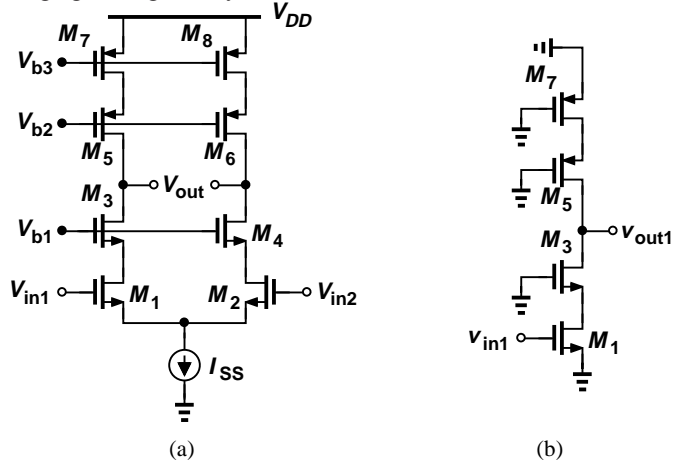 V_DD
M_7
M_8
V_b3
V_b2
M_5
M_6
M_3
V_out
V_b1
M_4
V_in1
M_1
M_2
V_in2
I_SS
(a)
M_7
M_5
v_out1
M_3
v_in1
M_1
(b)